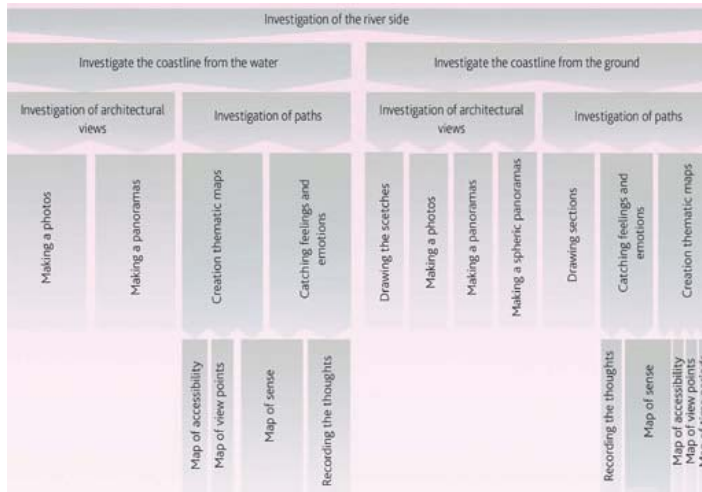 Investigation of the river side
Investigate the coastline from the water
Investigate the coastline from the ground
Investigation of architectural
views
Investigation of paths
Investigation of architectural
views
Investigation of paths
Making a photos
Making a panoramas
Creation thematic maps
Catching feelings and
emotions
Drawing the scetches
Making a photos
Making a panoramas
Making a spheric panoramas
Drawing sections
Catching feelings and
emotions
Creation thematic maps
Map of accessibility
Map of view points
Map of sense
Recording the thoughts
Recording the thoughts
Map of sense
Map of accessibility
Map of view points